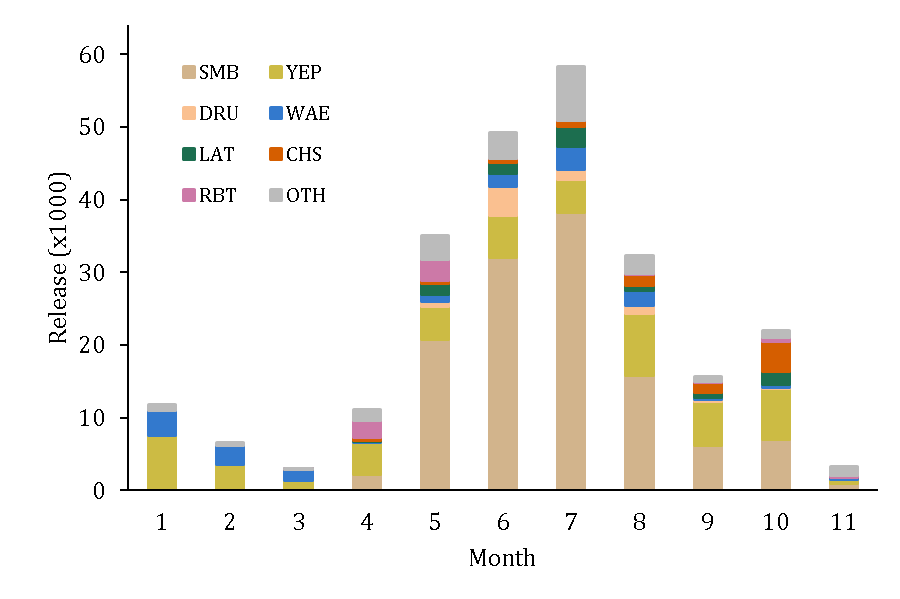 60
50
40
30
20
10
0
Release (x1000)
SMB YEP
DRU WAE
LAT CHS
RBT OTH
1 2 3 4 5 6 7 8 9 10 11
Month